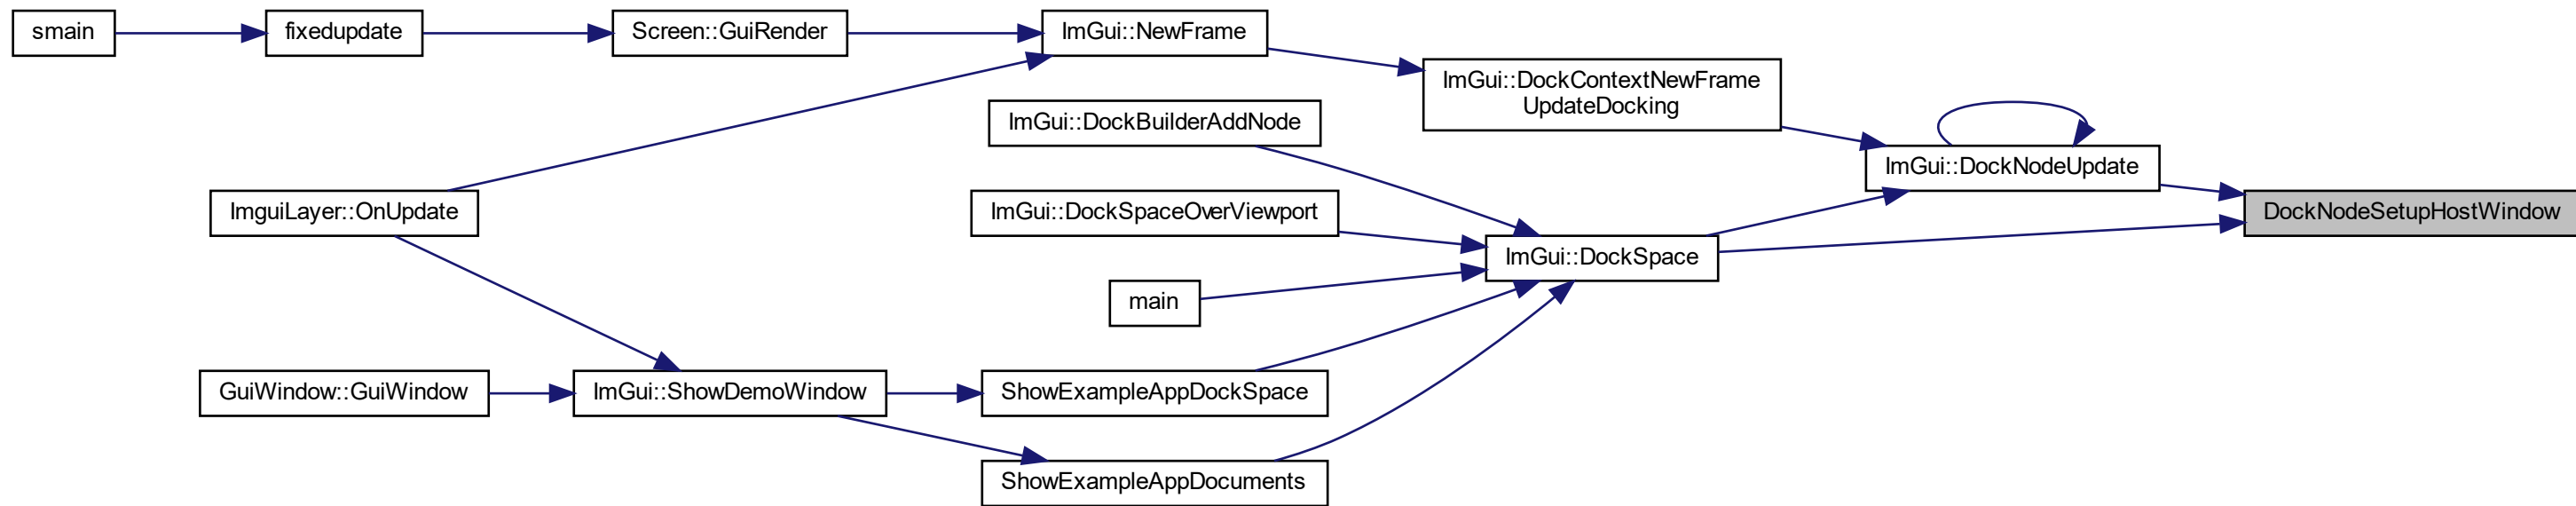 smain
fixedupdate
Screen::GuiRender
ImGui::NewFrame
ImGui::DockContextNewFrame
UpdateDocking
ImGui::DockBuilderAddNode
ImGui::DockNodeUpdate
ImguiLayer::OnUpdate
ImGui::DockSpaceOverViewport
DockNodeSetupHostWindow
ImGui::DockSpace
main
GuiWindow::GuiWindow
ImGui::ShowDemoWindow
ShowExampleAppDockSpace
ShowExampleAppDocuments